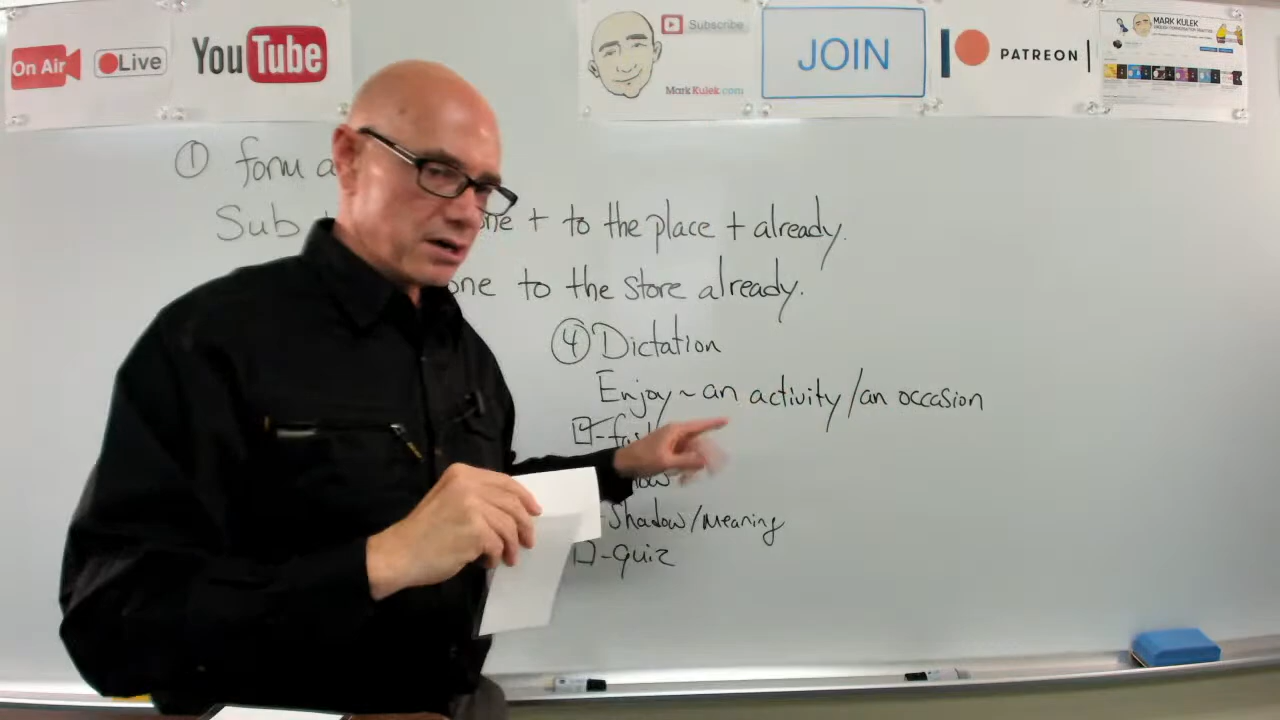 On Air
Live
YouTube
Subscribe
MarkKulek.com
JOIN
PATREON
MARK KULEK
① form a
Sub + to the place + already.
one to the store already.
④ Dictation
Enjoy ~ an activity / an occasion
- Shadow / Meaning
- quiz